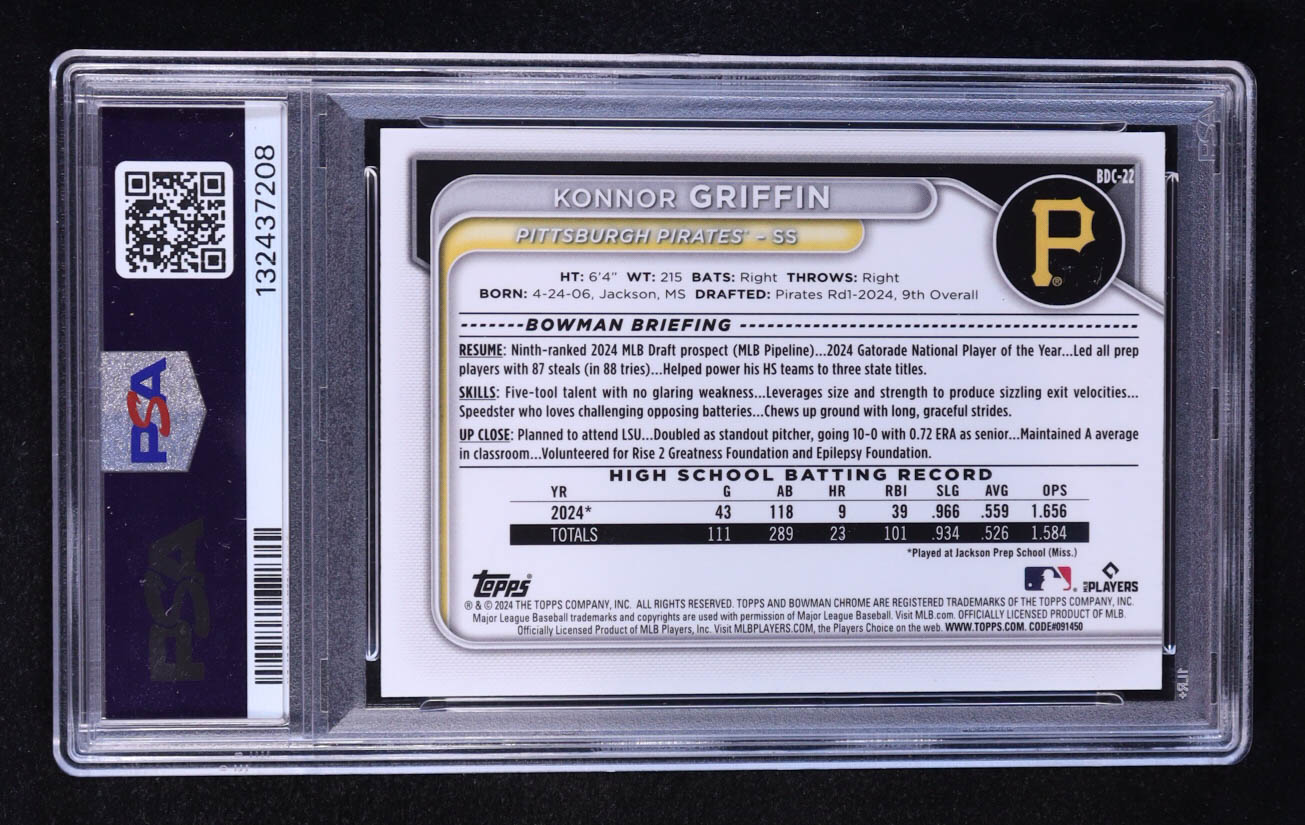 132437208
PSA
PSA
BDC-22
KONNOR GRIFFIN
PITTSBURGH PIRATES® – SS
P®
HT: 6'4" WT: 215 BATS: Right THROWS: Right
BORN: 4-24-06, Jackson, MS DRAFTED: Pirates Rd1-2024, 9th Overall
BOWMAN BRIEFING
RESUME: Ninth-ranked 2024 MLB Draft prospect (MLB Pipeline)...2024 Gatorade National Player of the Year...Led all prep
players with 87 steals (in 88 tries)...Helped power his HS teams to three state titles.
SKILLS: Five-tool talent with no glaring weakness...Leverages size and strength to produce sizzling exit velocities...
Speedster who loves challenging opposing batteries...Chews up ground with long, graceful strides.
UP CLOSE: Planned to attend LSU...Doubled as standout pitcher, going 10-0 with 0.72 ERA as senior...Maintained A average
in classroom...Volunteered for Rise 2 Greatness Foundation and Epilepsy Foundation.
HIGH SCHOOL BATTING RECORD
YR G AB HR RBI SLG AVG OPS
2024* 43 118 9 39 .966 .559 1.656
TOTALS 111 289 23 101 .934 .526 1.584
*Played at Jackson Prep School (Miss.)
Topps®
MLB PLAYERS
® & © 2024 THE TOPPS COMPANY, INC. ALL RIGHTS RESERVED. TOPPS AND BOWMAN CHROME ARE REGISTERED TRADEMARKS OF THE TOPPS COMPANY, INC.
Major League Baseball trademarks and copyrights are used with permission of Major League Baseball. Visit MLB.com. OFFICIALLY LICENSED PRODUCT OF MLB.
Officially Licensed Product of MLB Players, Inc. Visit MLBPLAYERS.COM, the Players Choice on the web. WWW.TOPPS.COM. CODE#091450
PSA